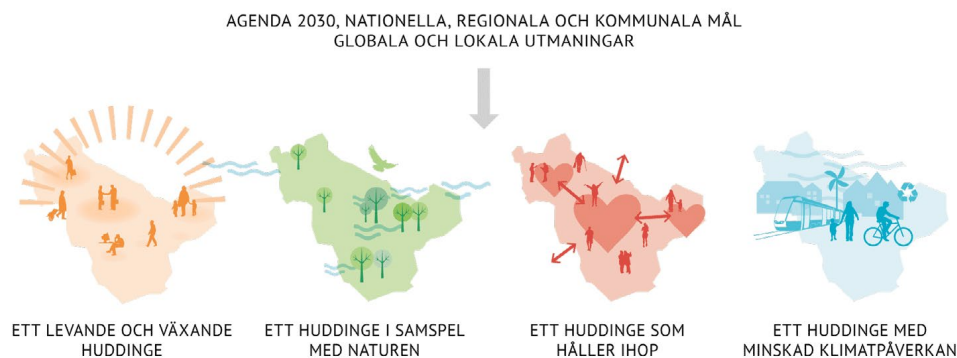 AGENDA 2030, NATIONELLA, REGIONALA OCH KOMMUNALA MÅL
GLOBALA OCH LOKALA UTMANINGAR
ETT LEVANDE OCH VÄXANDE
HUDDINGE
ETT HUDDINGE I SAMSPEL
MED NATUREN
ETT HUDDINGE SOM
HÅLLER IHOP
ETT HUDDINGE MED
MINSKAD KLIMATPÅVERKAN